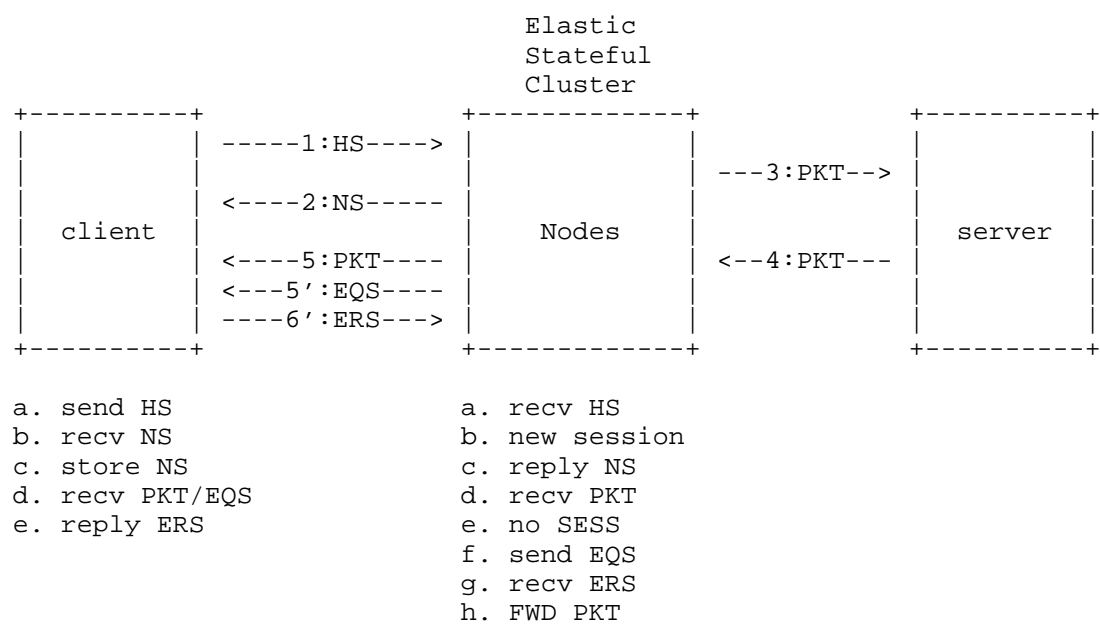 Elastic
Stateful
Cluster
+----------+ +-------------+ +----------+
| | -----1:HS----> | | | |
| | | | ---3:PKT--> | |
| | <----2:NS----- | | | |
| client | | Nodes | | server |
| | <----5:PKT---- | | <--4:PKT--- | |
| | <---5':EQS---- | | | |
| | ----6':ERS---> | | | |
+----------+ +-------------+ +----------+
a. send HS a. recv HS
b. recv NS b. new session
c. store NS c. reply NS
d. recv PKT/EQS d. recv PKT
e. reply ERS e. no SESS
f. send EQS
g. recv ERS
h. FWD PKT